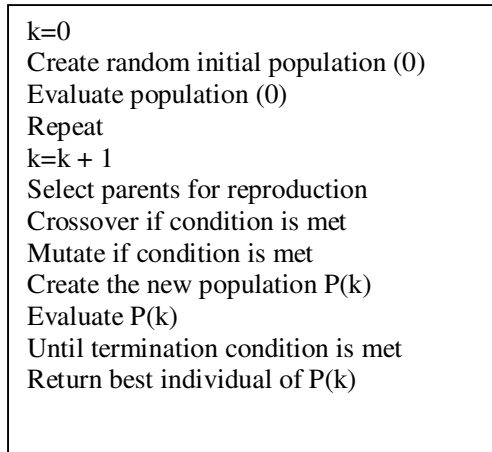 k=0
Create random initial population (0)
Evaluate population (0)
Repeat
k=k + 1
Select parents for reproduction
Crossover if condition is met
Mutate if condition is met
Create the new population P(k)
Evaluate P(k)
Until termination condition is met
Return best individual of P(k)